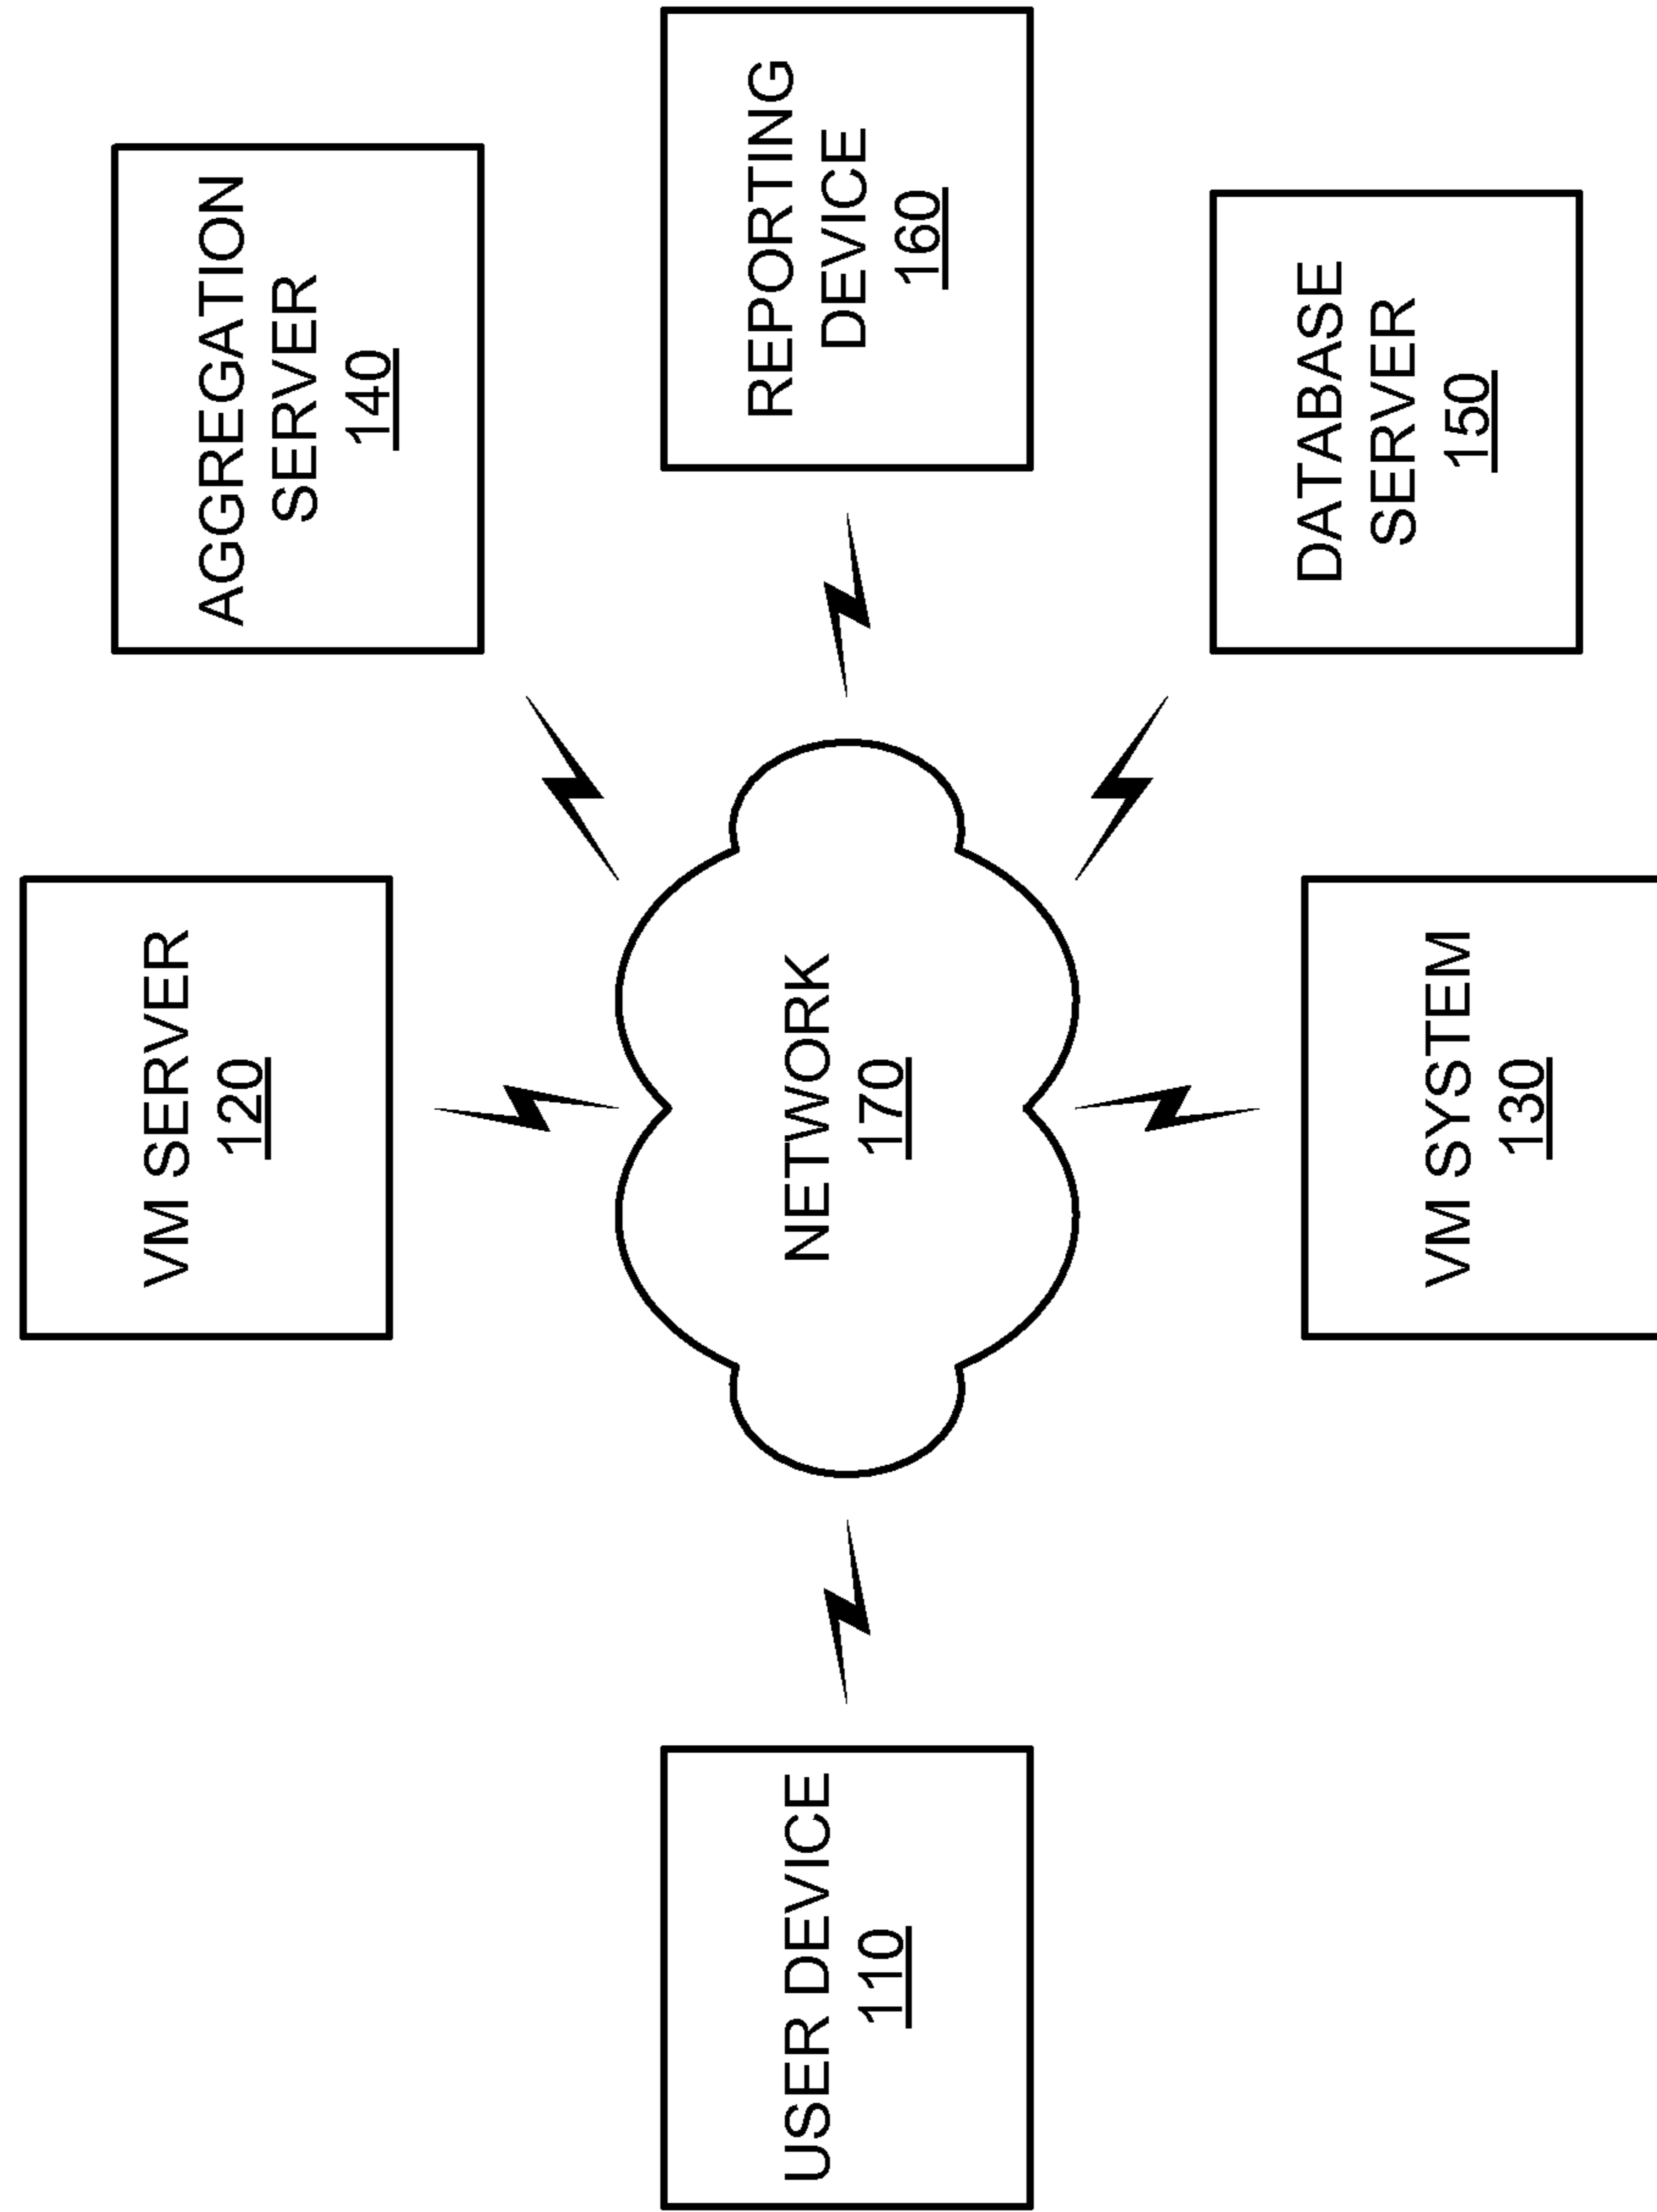 VM SERVER
120
AGGREGATION
SERVER
140
USER DEVICE
110
NETWORK
170
REPORTING
DEVICE
160
VM SYSTEM
130
DATABASE
SERVER
150